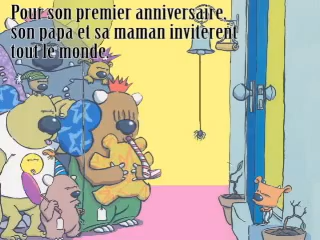 Pour son premier anniversaire,
son papa et sa maman invitèrent
tout le monde.